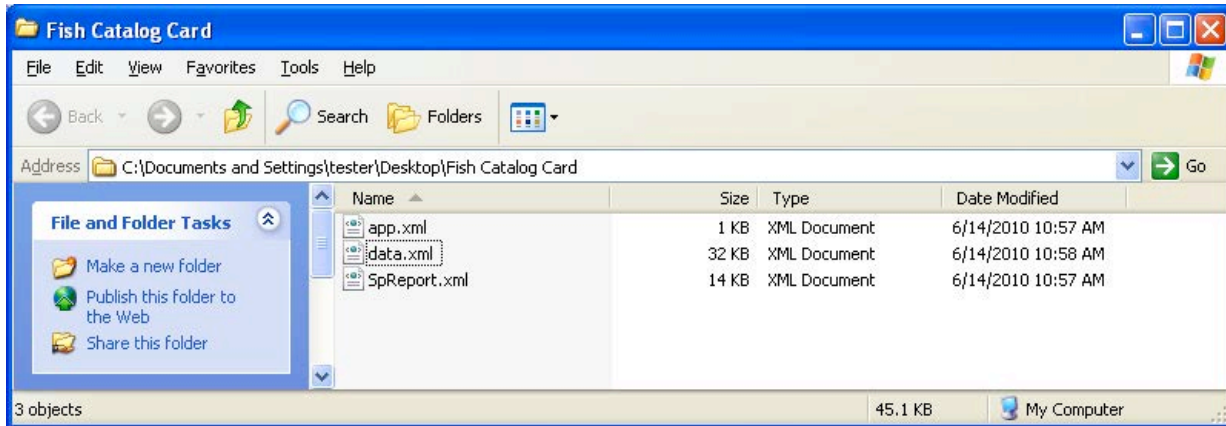 Fish Catalog Card
File Edit View Favorites Tools Help
Back Search Folders
Address C:\Documents and Settings\tester\Desktop\Fish Catalog Card Go
File and Folder Tasks
Make a new folder
Publish this folder to
the Web
Share this folder
Name Size Type Date Modified
app.xml 1 KB XML Document 6/14/2010 10:57 AM
data.xml 32 KB XML Document 6/14/2010 10:58 AM
SpReport.xml 14 KB XML Document 6/14/2010 10:57 AM
3 objects 45.1 KB My Computer